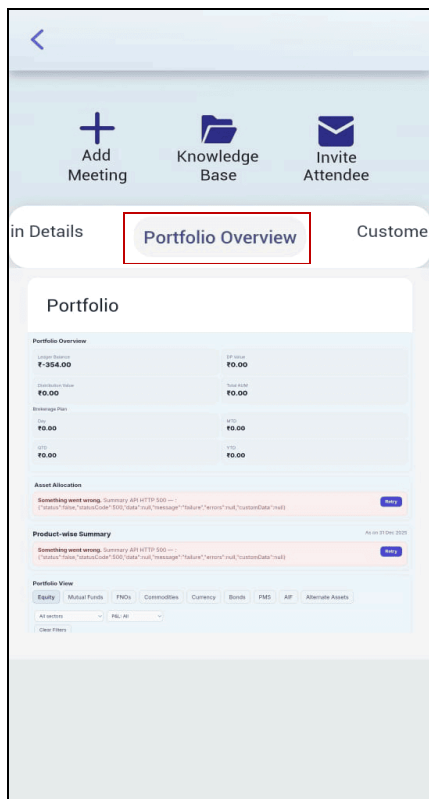 Add
Meeting
Knowledge
Base
Invite
Attendee
in Details
Portfolio Overview
Custome
Portfolio
Portfolio Overview
Ledger Balance
₹-354.00
DP Value
₹0.00
Distribution Value
₹0.00
Total AUM
₹0.00
Brokerage Plan
Day
₹0.00
MTD
₹0.00
QTD
₹0.00
YTD
₹0.00
Asset Allocation
Something went wrong. Summary API HTTP 500 — :
{"status":false,"statusCode":500,"data":null,"message":"failure","errors":null,"customData":null}
Retry
Product-wise Summary
As on 31 Dec 2025
Something went wrong. Summary API HTTP 500 — :
{"status":false,"statusCode":500,"data":null,"message":"failure","errors":null,"customData":null}
Retry
Portfolio View
Equity Mutual Funds FNOs Commodities Currency Bonds PMS AIF Alternate Assets
All sectors P&L: All
Clear Filters